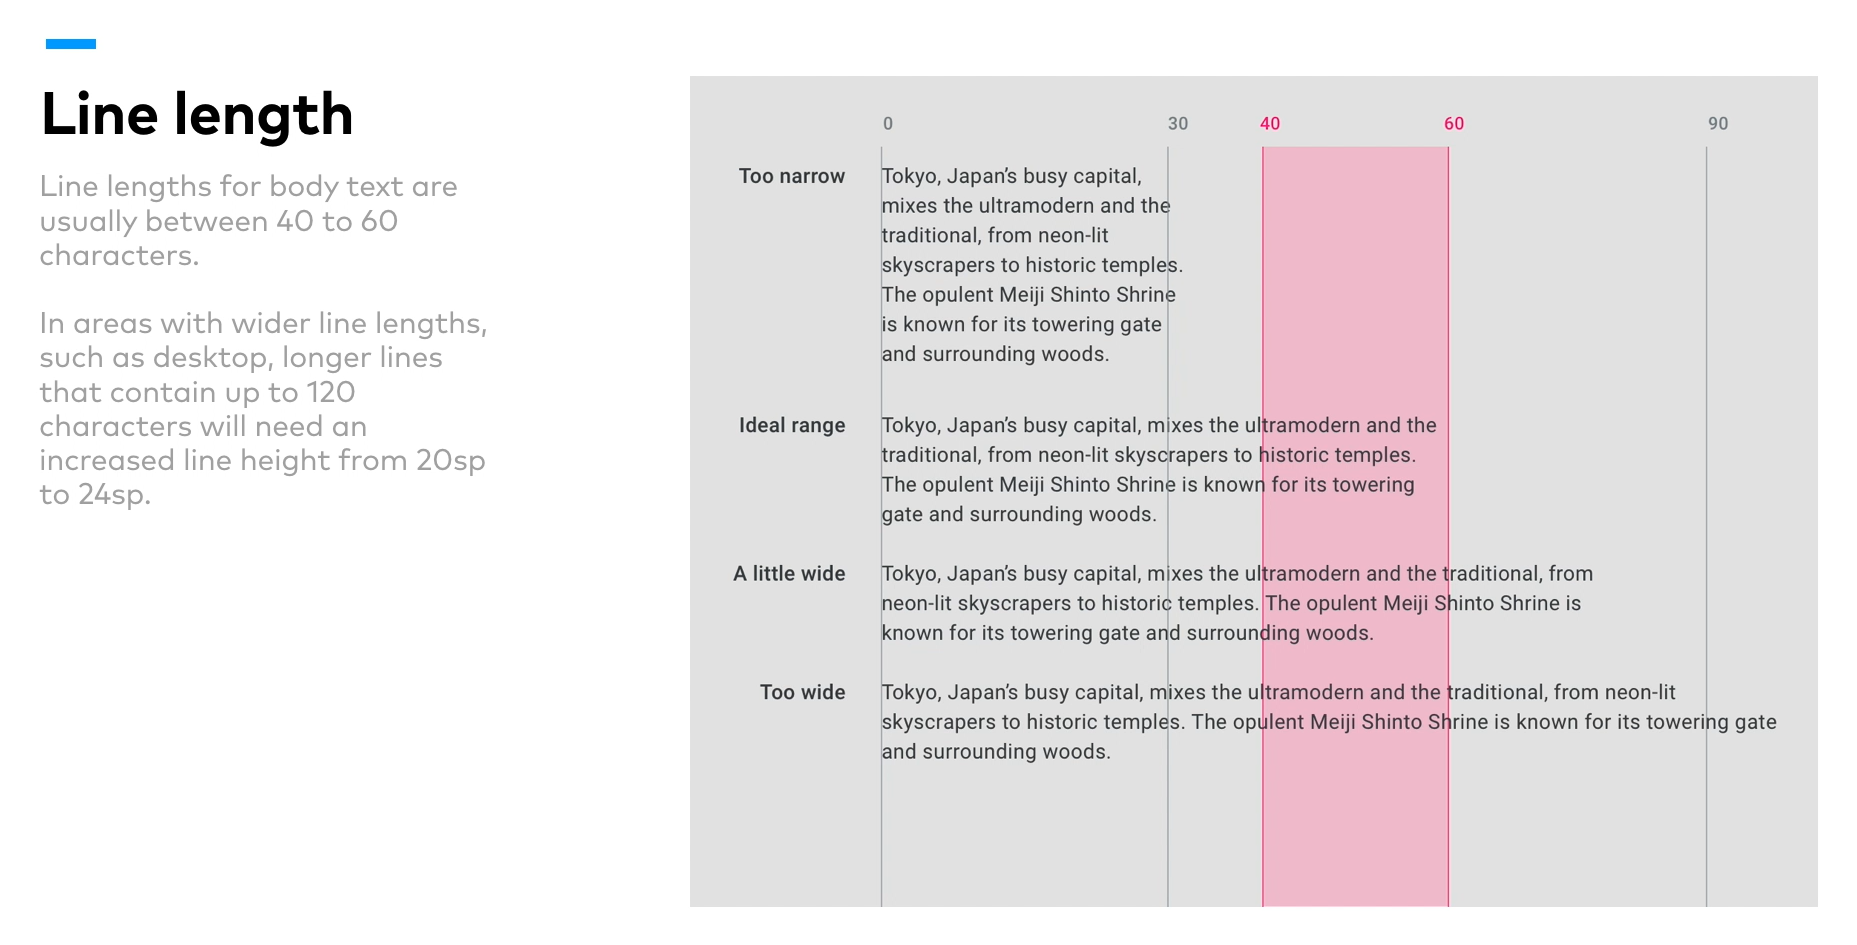 Line length
Line lengths for body text are
usually between 40 to 60
characters.
In areas with wider line lengths,
such as desktop, longer lines
that contain up to 120
characters will need an
increased line height from 20sp
to 24sp.
0 30 40 60 90
Too narrow
Tokyo, Japan’s busy capital,
mixes the ultramodern and the
traditional, from neon-lit
skyscrapers to historic temples.
The opulent Meiji Shinto Shrine
is known for its towering gate
and surrounding woods.
Ideal range
Tokyo, Japan’s busy capital, mixes the ultramodern and the
traditional, from neon-lit skyscrapers to historic temples.
The opulent Meiji Shinto Shrine is known for its towering
gate and surrounding woods.
A little wide
Tokyo, Japan’s busy capital, mixes the ultramodern and the traditional, from
neon-lit skyscrapers to historic temples. The opulent Meiji Shinto Shrine is
known for its towering gate and surrounding woods.
Too wide
Tokyo, Japan’s busy capital, mixes the ultramodern and the traditional, from neon-lit
skyscrapers to historic temples. The opulent Meiji Shinto Shrine is known for its towering gate
and surrounding woods.